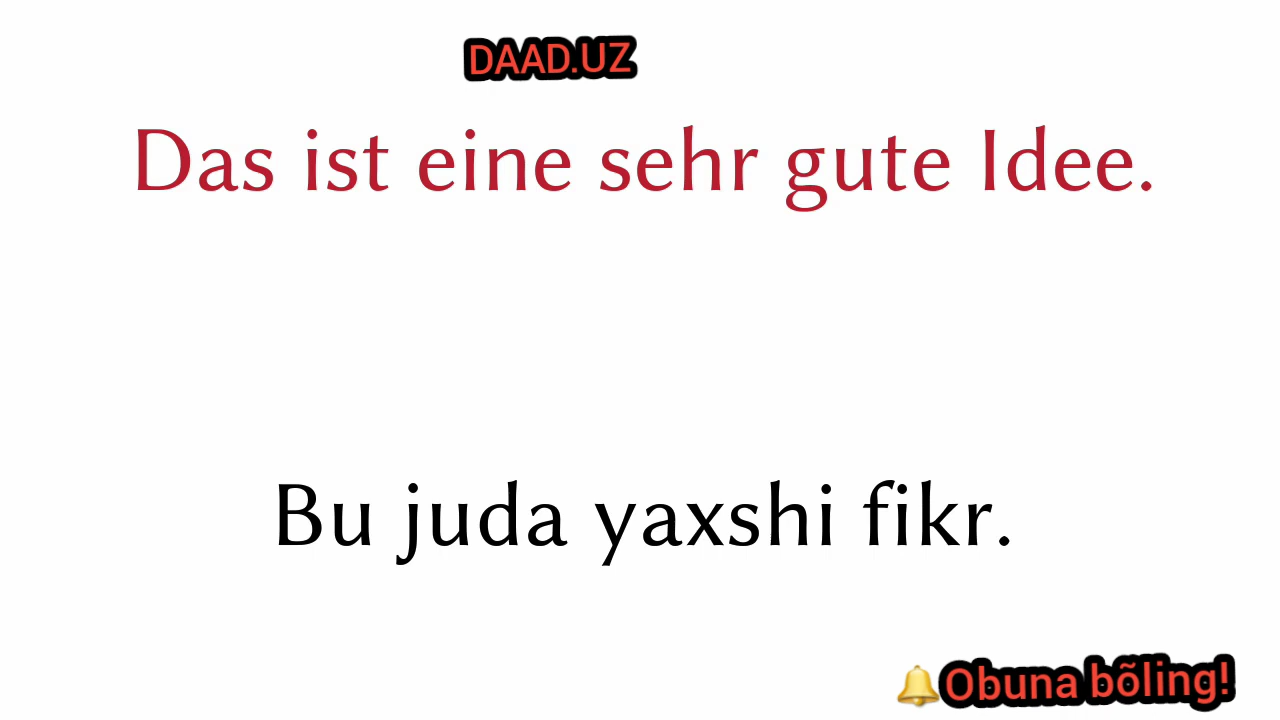 DAAD.UZ
Das ist eine sehr gute Idee.
Bu juda yaxshi fikr.
🔔Obuna bõling!